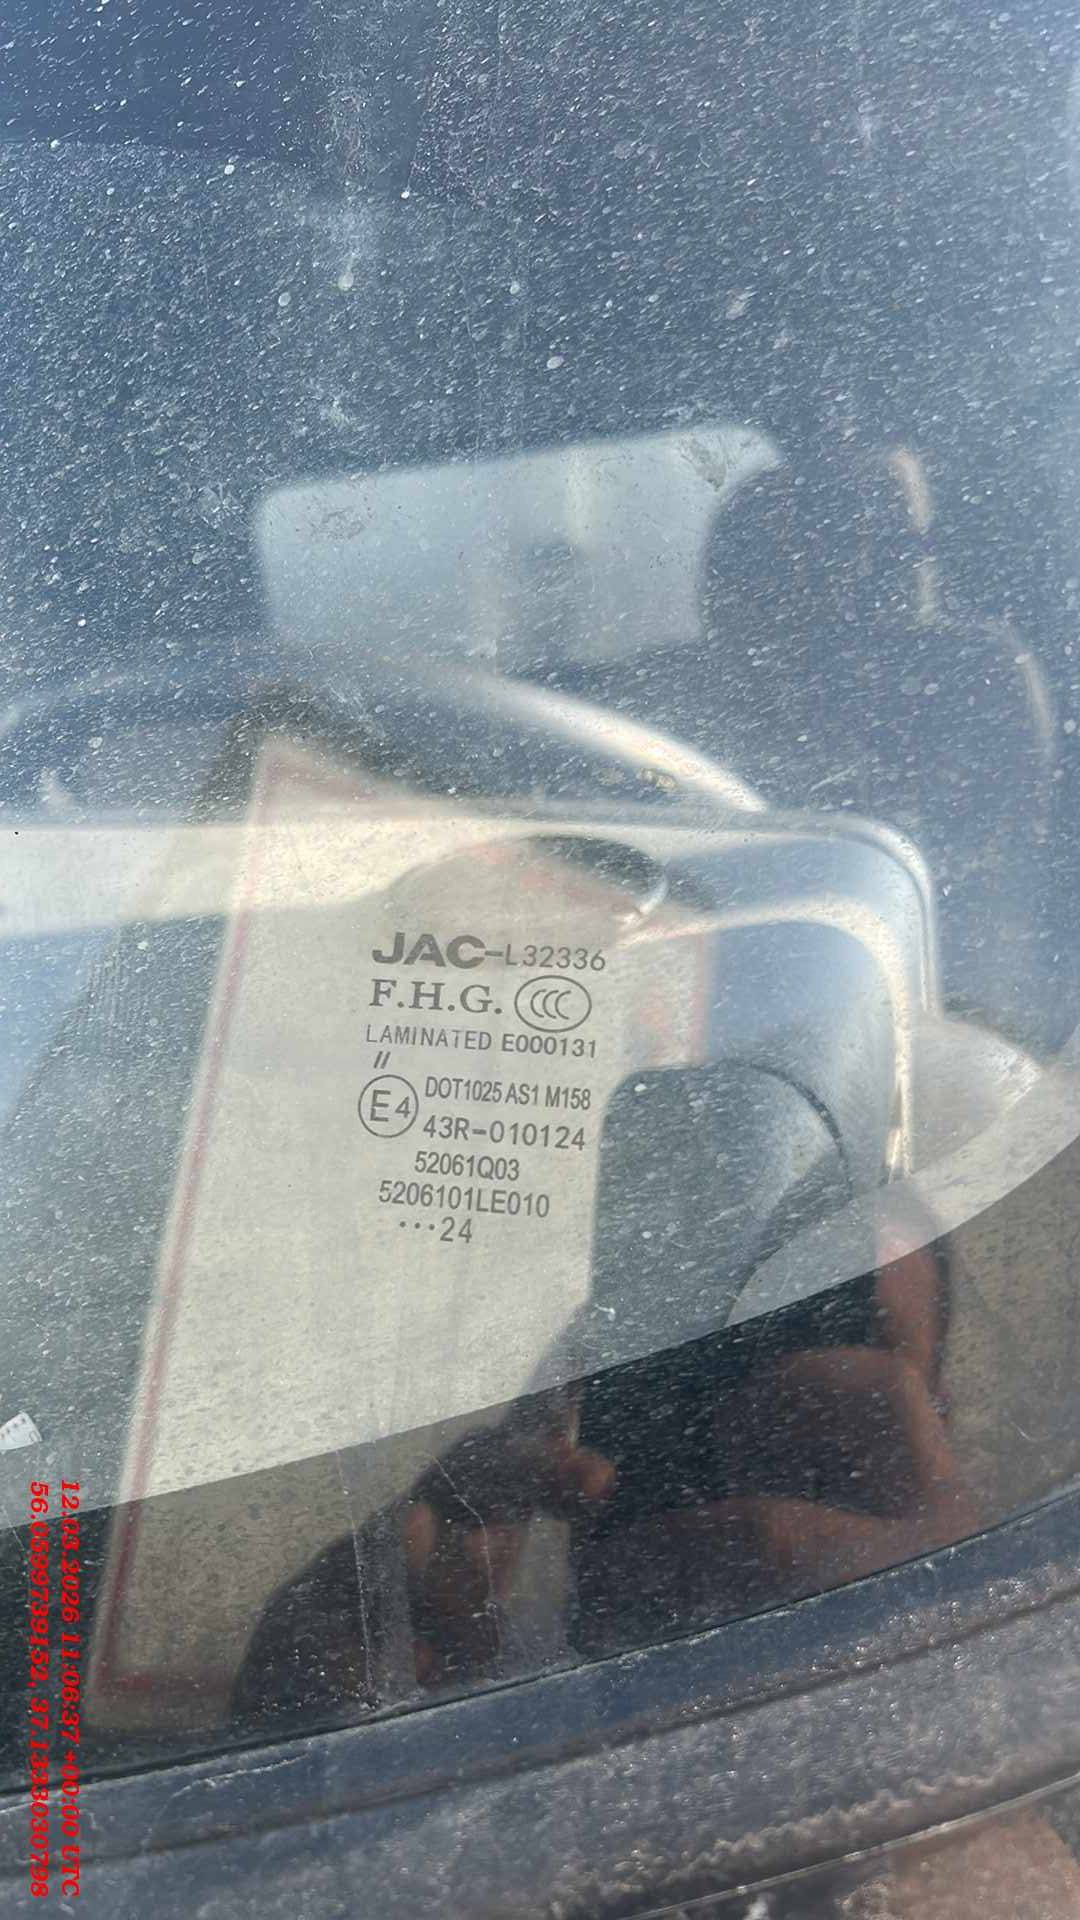 JAC-L32336
F.H.G. CCC
LAMINATED E000131
//
E4 DOT1025 AS1 M158
43R-010124
52061Q03
5206101LE010
•••24
12.03.2026 11:06:37 +00:00 UTC
56.0599739152, 37.1333030798